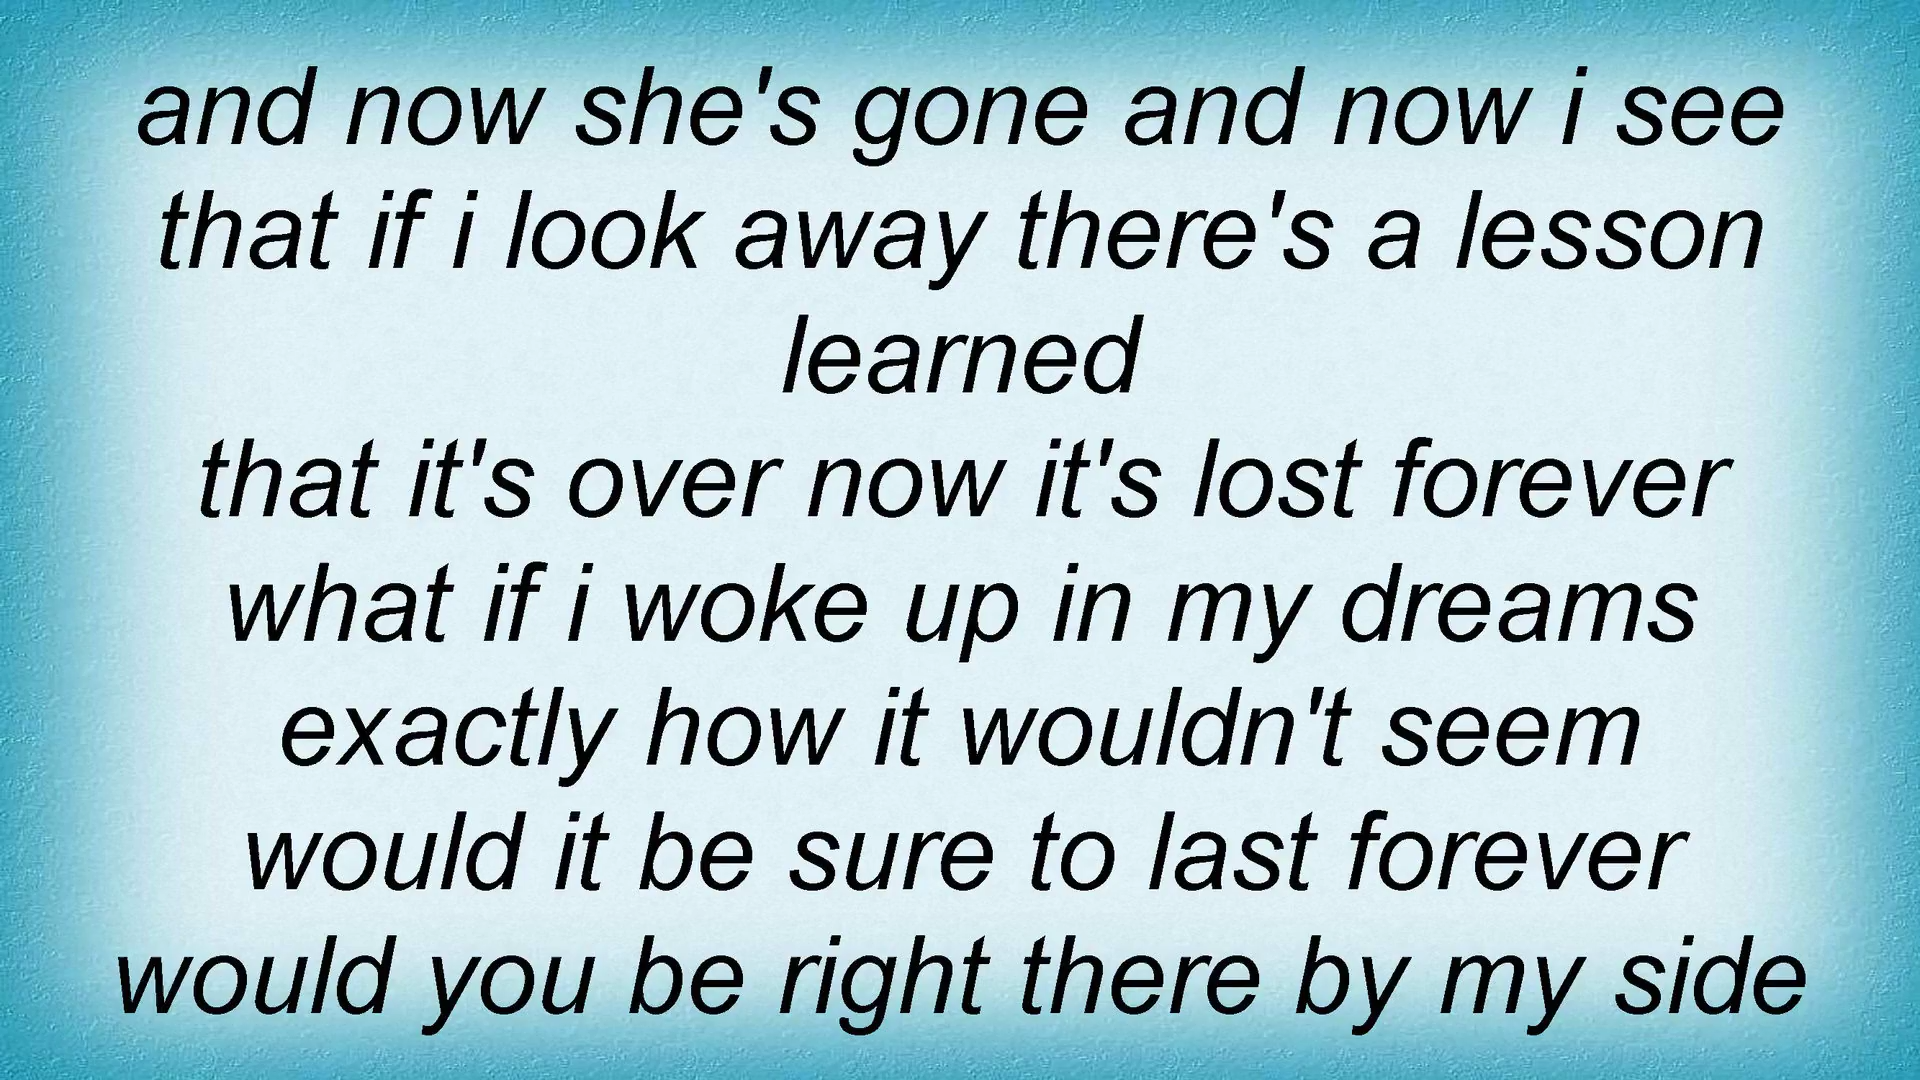 and now she's gone and now i see
that if i look away there's a lesson
learned
that it's over now it's lost forever
what if i woke up in my dreams
exactly how it wouldn't seem
would it be sure to last forever
would you be right there by my side